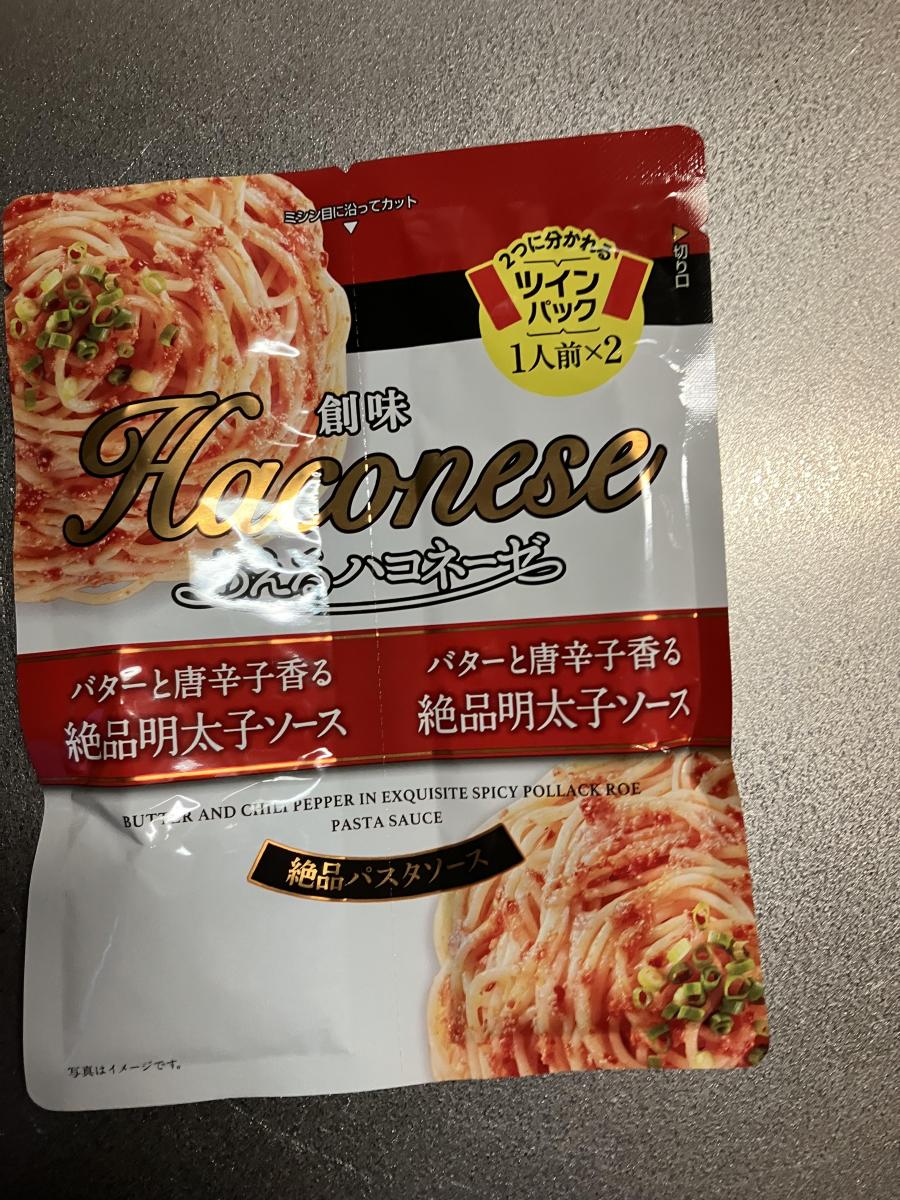 ミシン目に沿ってカット
切り口
2つに分かれる!
ツイン
パック
1人前×2
創味
Haconese
あえるハコネーゼ
バターと唐辛子香る
絶品明太子ソース
バターと唐辛子香る
絶品明太子ソース
BUTTER AND CHILI PEPPER IN EXQUISITE SPICY POLLACK ROE
PASTA SAUCE
絶品パスタソース
写真はイメージです。